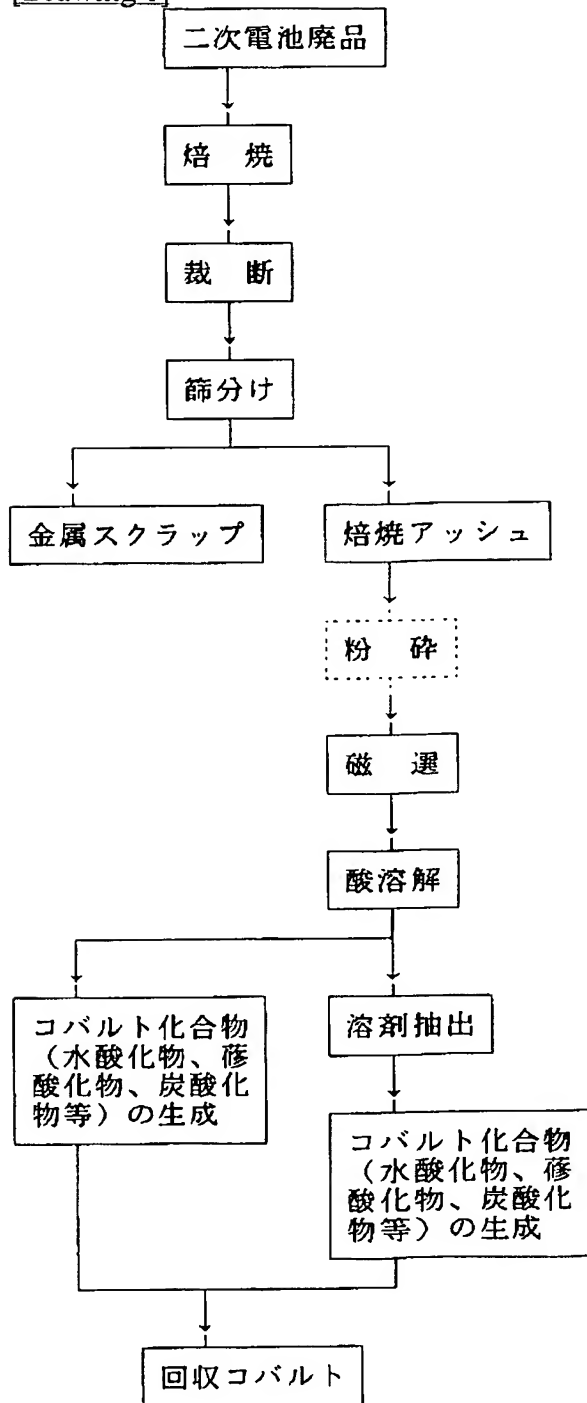 [Drawing 1]
二次電池廃品
焙 焼
裁 断
篩分け
金属スクラップ
焙焼アッシュ
粉 砕
磁 選
酸溶解
コバルト化合物
（水酸化物、蓚
酸化物、炭酸化
物等）の生成
溶剤抽出
コバルト化合物
（水酸化物、蓚
酸化物、炭酸化
物等）の生成
回収コバルト